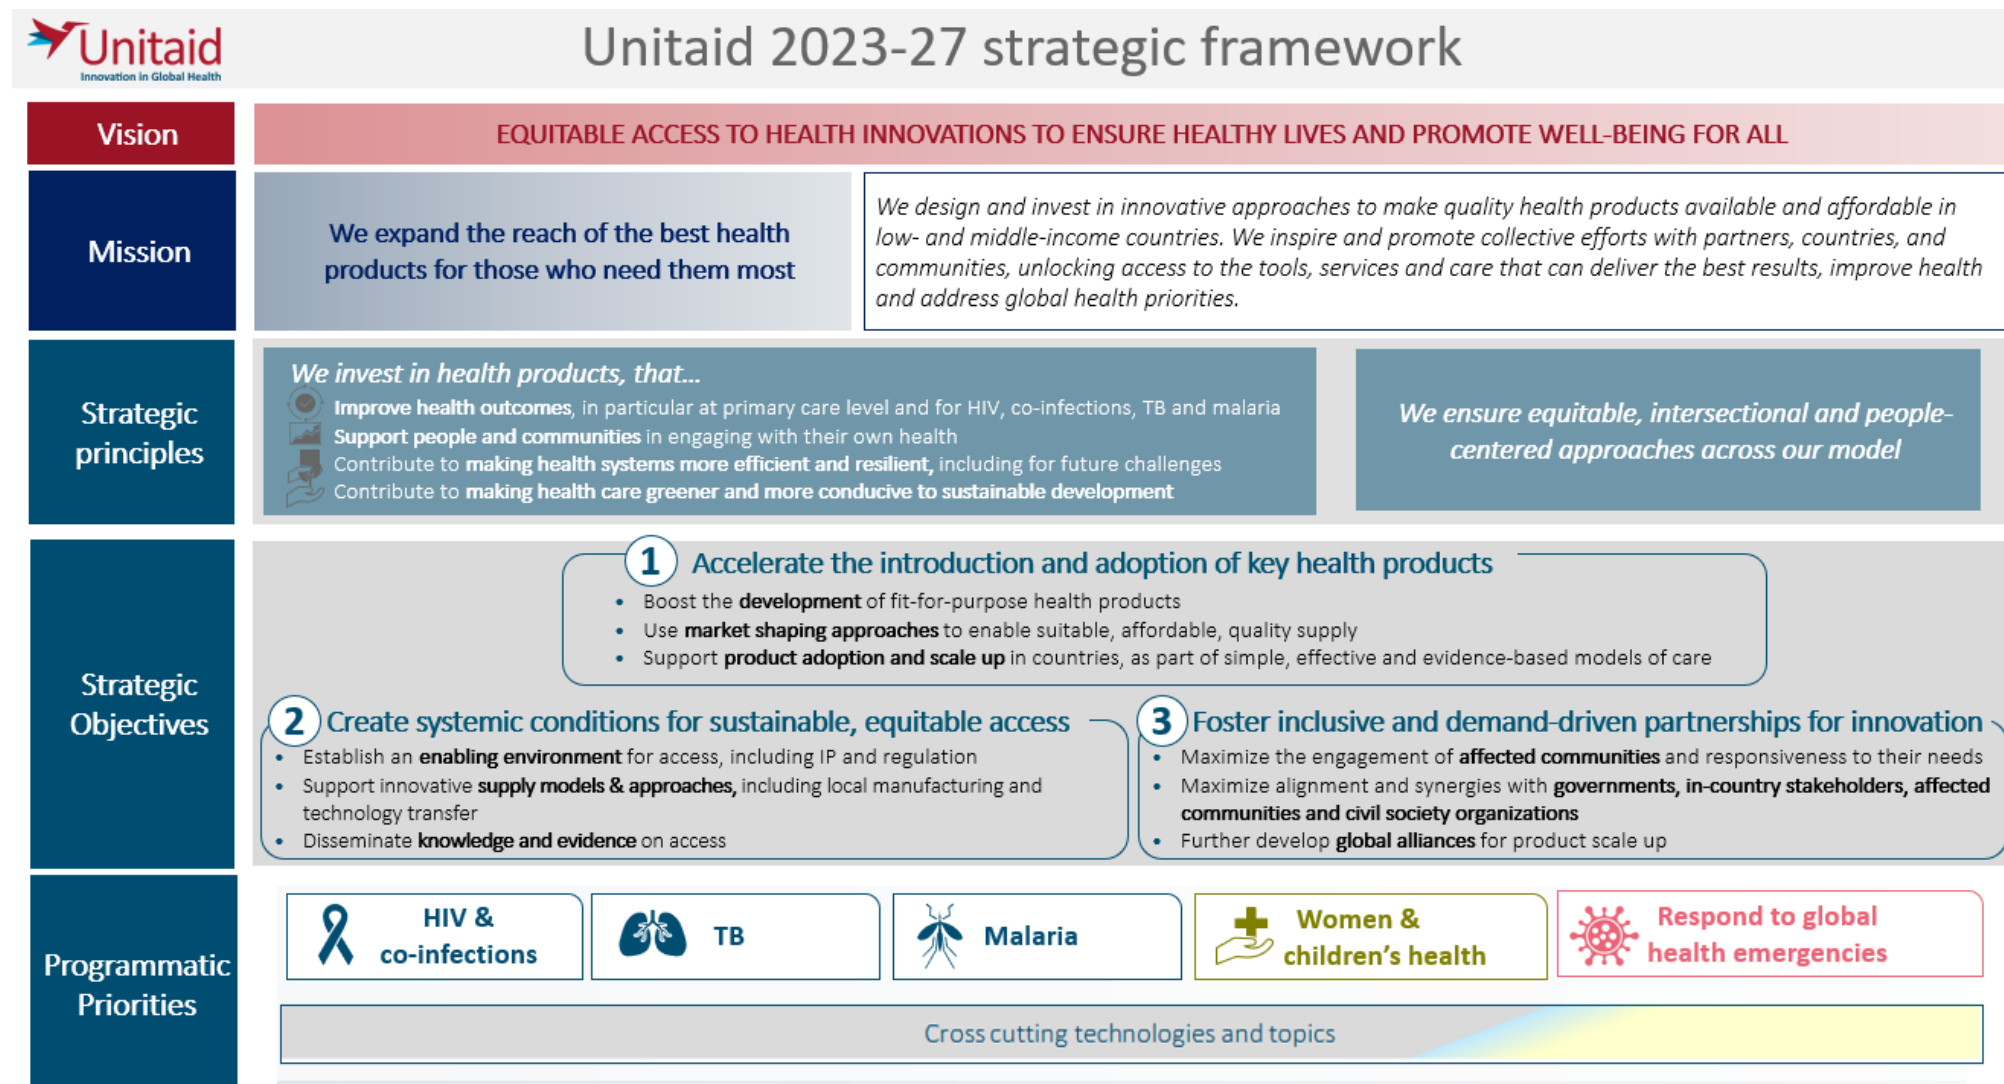 Unitaid
Innovation in Global Health
Unitaid 2023-27 strategic framework
Vision
EQUITABLE ACCESS TO HEALTH INNOVATIONS TO ENSURE HEALTHY LIVES AND PROMOTE WELL-BEING FOR ALL
Mission
We expand the reach of the best health
products for those who need them most
We design and invest in innovative approaches to make quality health products available and affordable in
low- and middle-income countries. We inspire and promote collective efforts with partners, countries, and
communities, unlocking access to the tools, services and care that can deliver the best results, improve health
and address global health priorities.
Strategic
principles
We invest in health products, that...
Improve health outcomes, in particular at primary care level and for HIV, co-infections, TB and malaria
Support people and communities in engaging with their own health
Contribute to making health systems more efficient and resilient, including for future challenges
Contribute to making health care greener and more conducive to sustainable development
We ensure equitable, intersectional and people-
centered approaches across our model
Strategic
Objectives
1 Accelerate the introduction and adoption of key health products
• Boost the development of fit-for-purpose health products
• Use market shaping approaches to enable suitable, affordable, quality supply
• Support product adoption and scale up in countries, as part of simple, effective and evidence-based models of care
2 Create systemic conditions for sustainable, equitable access
• Establish an enabling environment for access, including IP and regulation
• Support innovative supply models & approaches, including local manufacturing and
technology transfer
• Disseminate knowledge and evidence on access
3 Foster inclusive and demand-driven partnerships for innovation
• Maximize the engagement of affected communities and responsiveness to their needs
• Maximize alignment and synergies with governments, in-country stakeholders, affected
communities and civil society organizations
• Further develop global alliances for product scale up
Programmatic
Priorities
HIV &
co-infections
TB
Malaria
Women &
children's health
Respond to global
health emergencies
Cross cutting technologies and topics